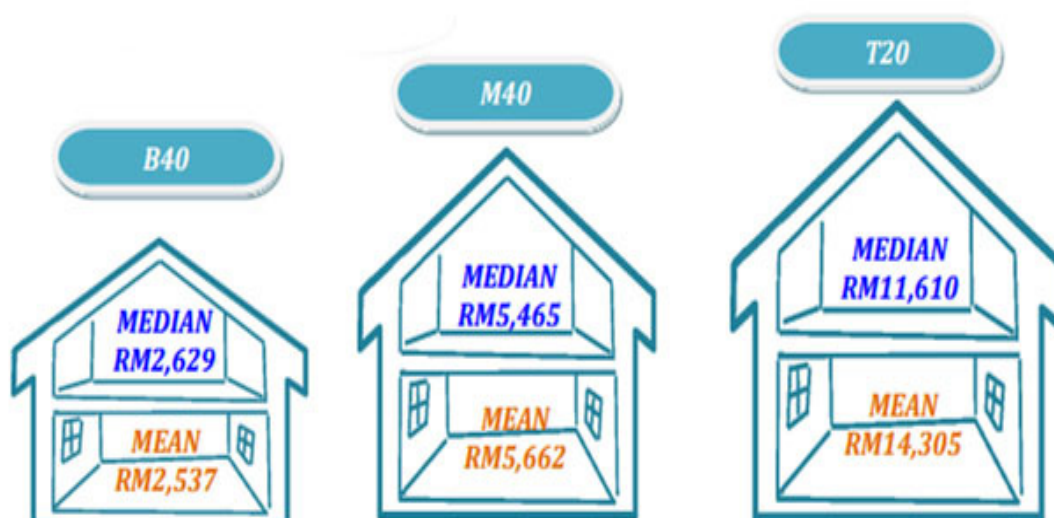 B40
MEDIAN
RM2,629
MEAN
RM2,537
M40
MEDIAN
RM5,465
MEAN
RM5,662
T20
MEDIAN
RM11,610
MEAN
RM14,305